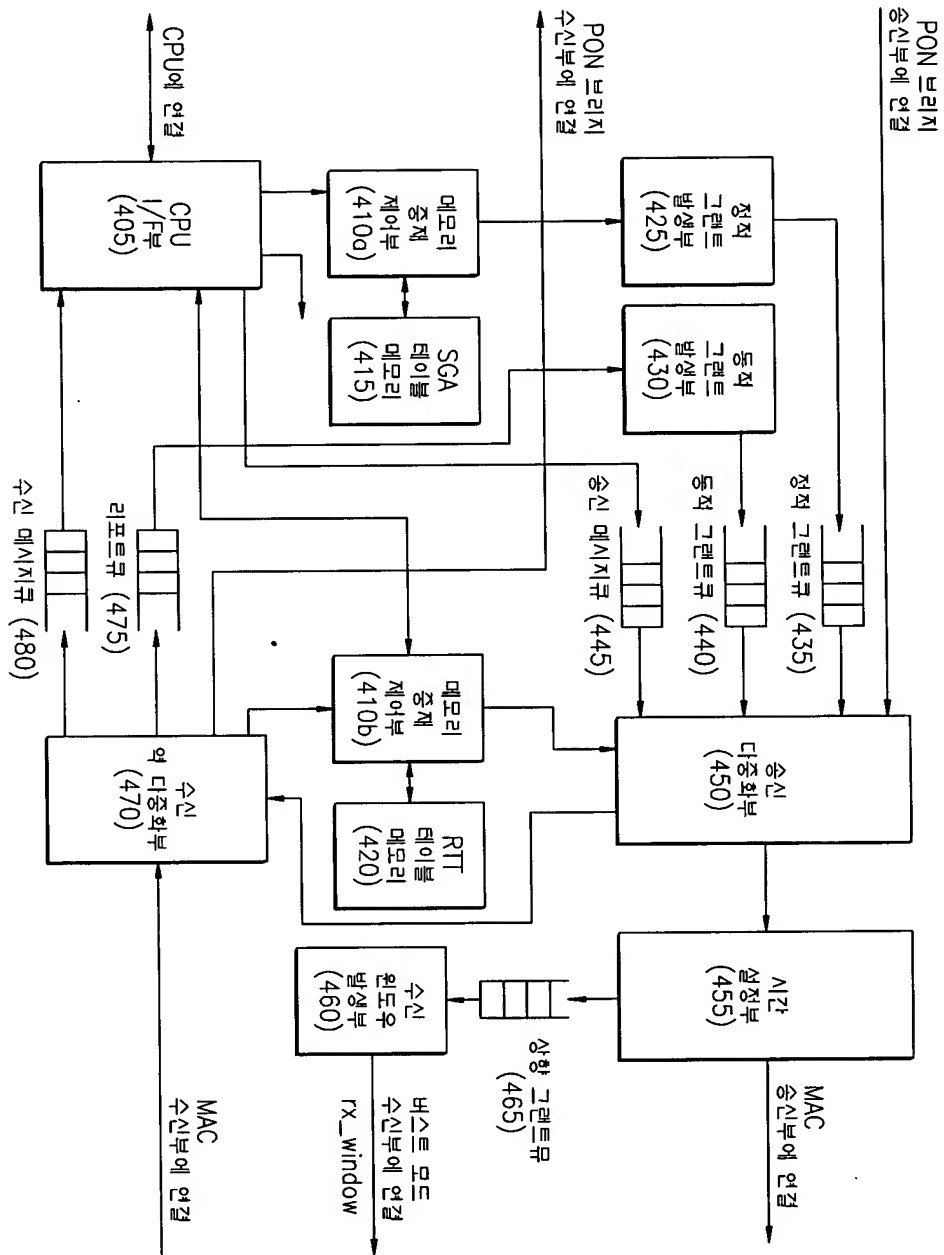 PON 브리지
송신부에 연결
정적
그랜트
발생부
(425)
정적 그랜트큐 (435)
송신
다중화부
(450)
시간
설정부
(455)
MAC
송신부에 연결
동적
그랜트
발생부
(430)
동적 그랜트큐 (440)
송신 메시지큐 (445)
상향 그랜트큐
(465)
PON 브리지
수신부에 연결
메모리
중재
제어부
(410a)
SGA
테이블
메모리
(415)
메모리
중재
제어부
(410b)
RTT
테이블
메모리
(420)
수신
윈도우
발생부
(460)
버스트 모드
수신부에 연결
rx_window
CPU에 연결
CPU
I/F부
(405)
리포트큐 (475)
수신 메시지큐 (480)
수신
역 다중화부
(470)
MAC
수신부에 연결